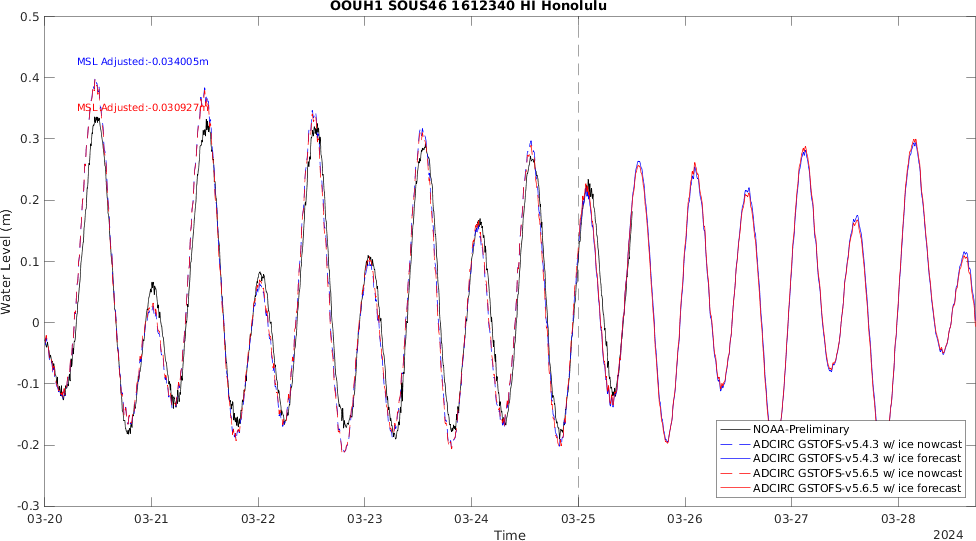 OOUH1 SOUS46 1612340 HI Honolulu
0.5
MSL Adjusted:-0.034005m
0.4
MSL Adjusted:-0.030927m
0.3
0.2
0.1
0
-0.1
-0.2
-0.3
Water Level (m)
NOAA-Preliminary
ADCIRC GSTOFS-v5.4.3 w/ ice nowcast
ADCIRC GSTOFS-v5.4.3 w/ ice forecast
ADCIRC GSTOFS-v5.6.5 w/ ice nowcast
ADCIRC GSTOFS-v5.6.5 w/ ice forecast
03-20 03-21 03-22 03-23 03-24 03-25 03-26 03-27 03-28
Time
2024